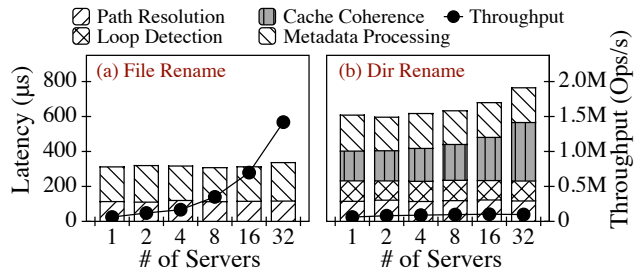 Path Resolution Cache Coherence Throughput
Loop Detection Metadata Processing
(a) File Rename (b) Dir Rename
Latency (μs)
800
600
400
200
0
2.0M
1.5M
1.0M
0.5M
0
Throughput (Ops/s)
1 2 4 8 16 32 1 2 4 8 16 32
# of Servers # of Servers